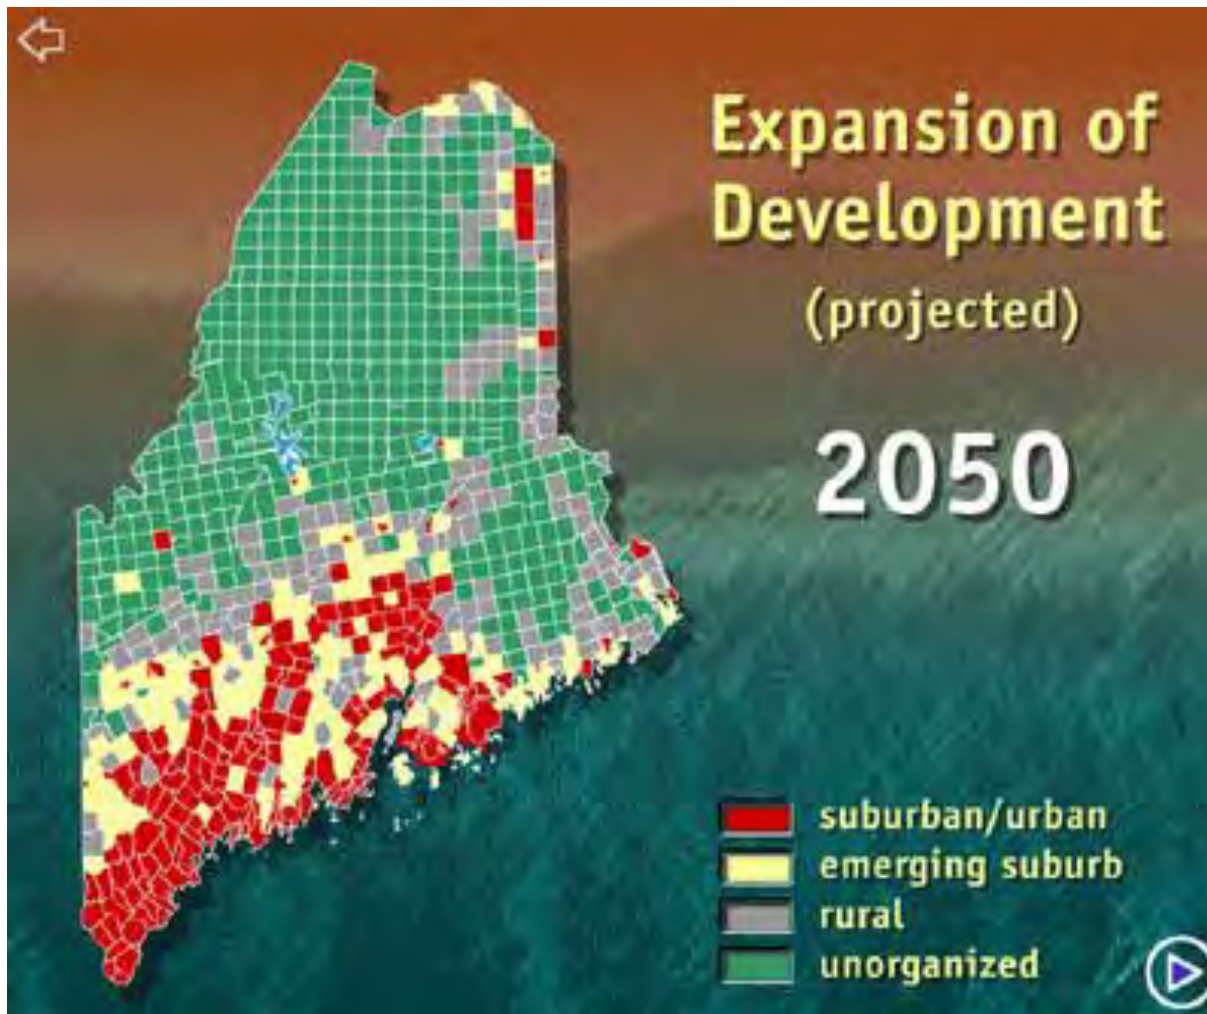 Expansion of
Development
(projected)
2050
suburban/urban
emerging suburb
rural
unorganized